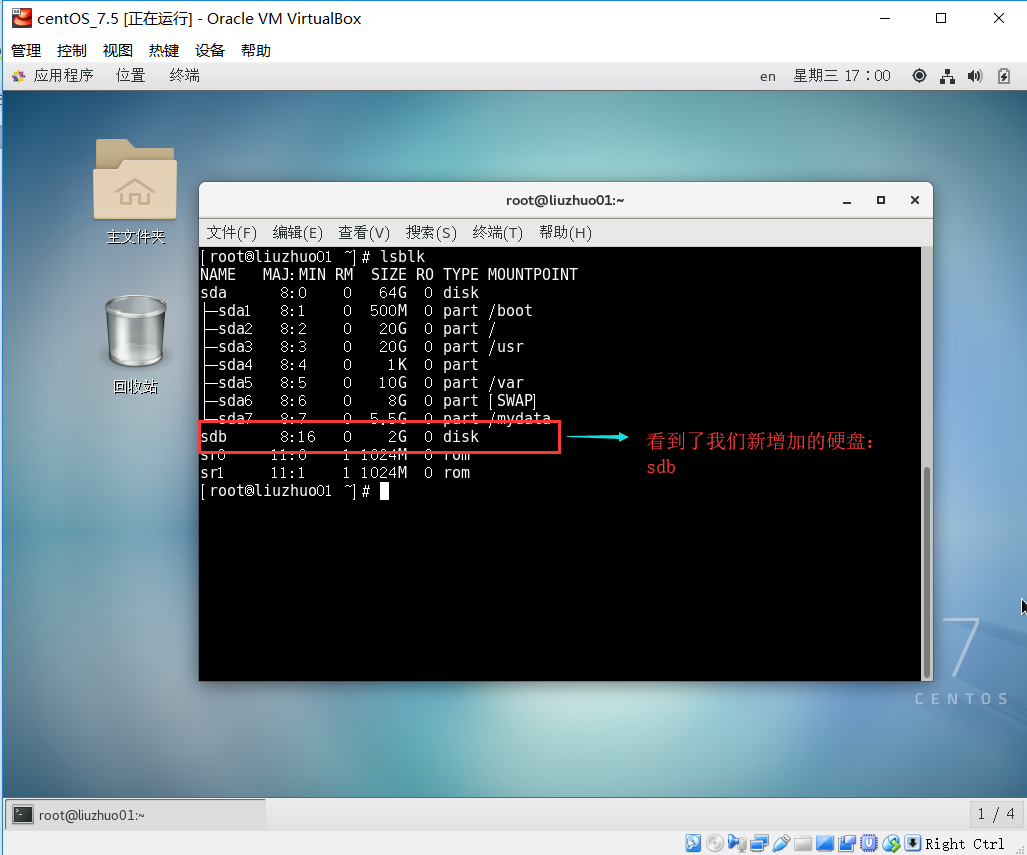 centOS_7.5 [正在运行] - Oracle VM VirtualBox
管理 控制 视图 热键 设备 帮助
应用程序 位置 终端 en 星期三 17：00
主文件夹
回收站
root@liuzhuo01:~
文件(F) 编辑(E) 查看(V) 搜索(S) 终端(T) 帮助(H)
[root@liuzhuo01 ~]# lsblk
NAME MAJ:MIN RM SIZE RO TYPE MOUNTPOINT
sda 8:0 0 64G 0 disk
├─sda1 8:1 0 500M 0 part /boot
├─sda2 8:2 0 20G 0 part /
├─sda3 8:3 0 20G 0 part /usr
├─sda4 8:4 0 1K 0 part
├─sda5 8:5 0 10G 0 part /var
├─sda6 8:6 0 8G 0 part [SWAP]
└─sda7 8:7 0 5.5G 0 part /mydata
sdb 8:16 0 2G 0 disk
sr0 11:0 1 1024M 0 rom
sr1 11:1 1 1024M 0 rom
[root@liuzhuo01 ~]#
看到了我们新增加的硬盘：
sdb
7
CENTOS
root@liuzhuo01:~
1 / 4
Right Ctrl